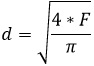 d = √(4 * F / π)